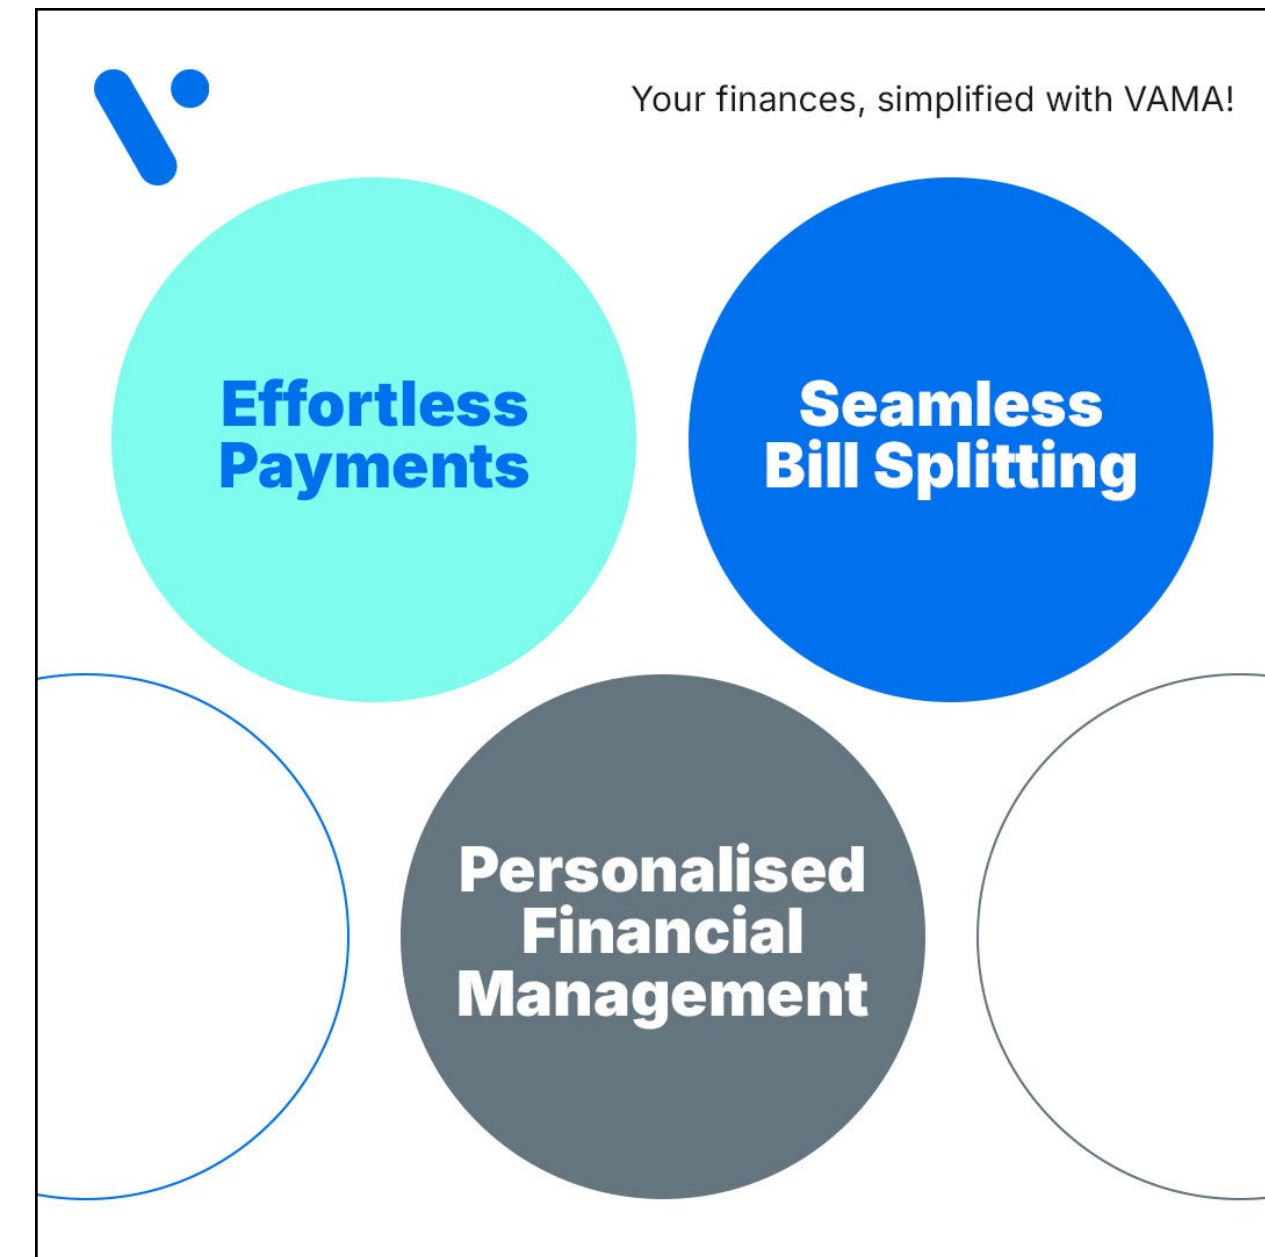 Your finances, simplified with VAMA!
Effortless
Payments
Seamless
Bill Splitting
Personalised
Financial
Management